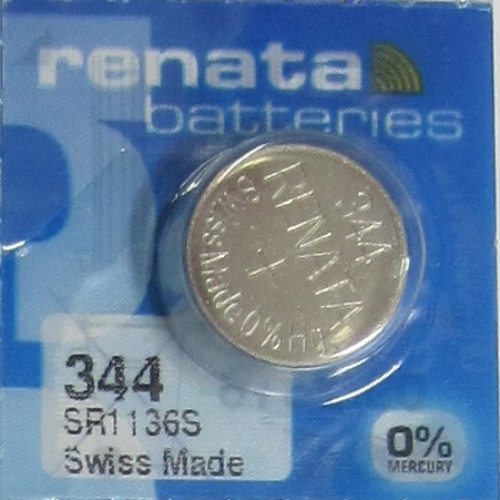 renata
batteries
344
RENATA
+
Swiss Made 0% Hg
344
SR1136S
Swiss Made
0%
MERCURY